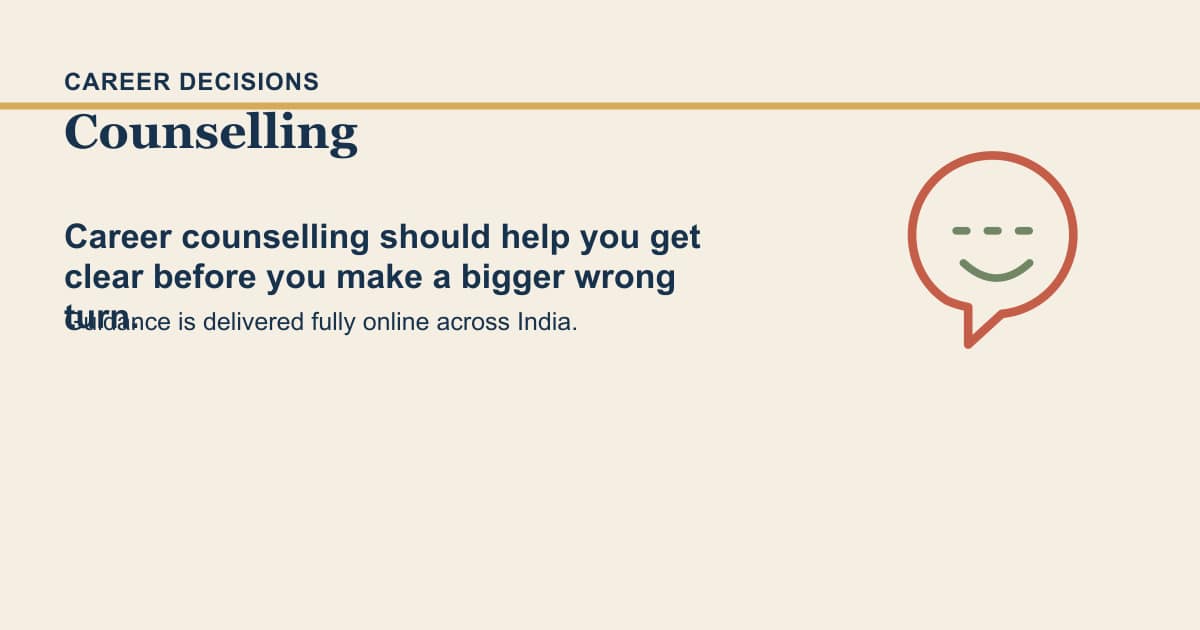 CAREER DECISIONS
Counselling
Career counselling should help you get
clear before you make a bigger wrong
turn.
Guidance is delivered fully online across India.